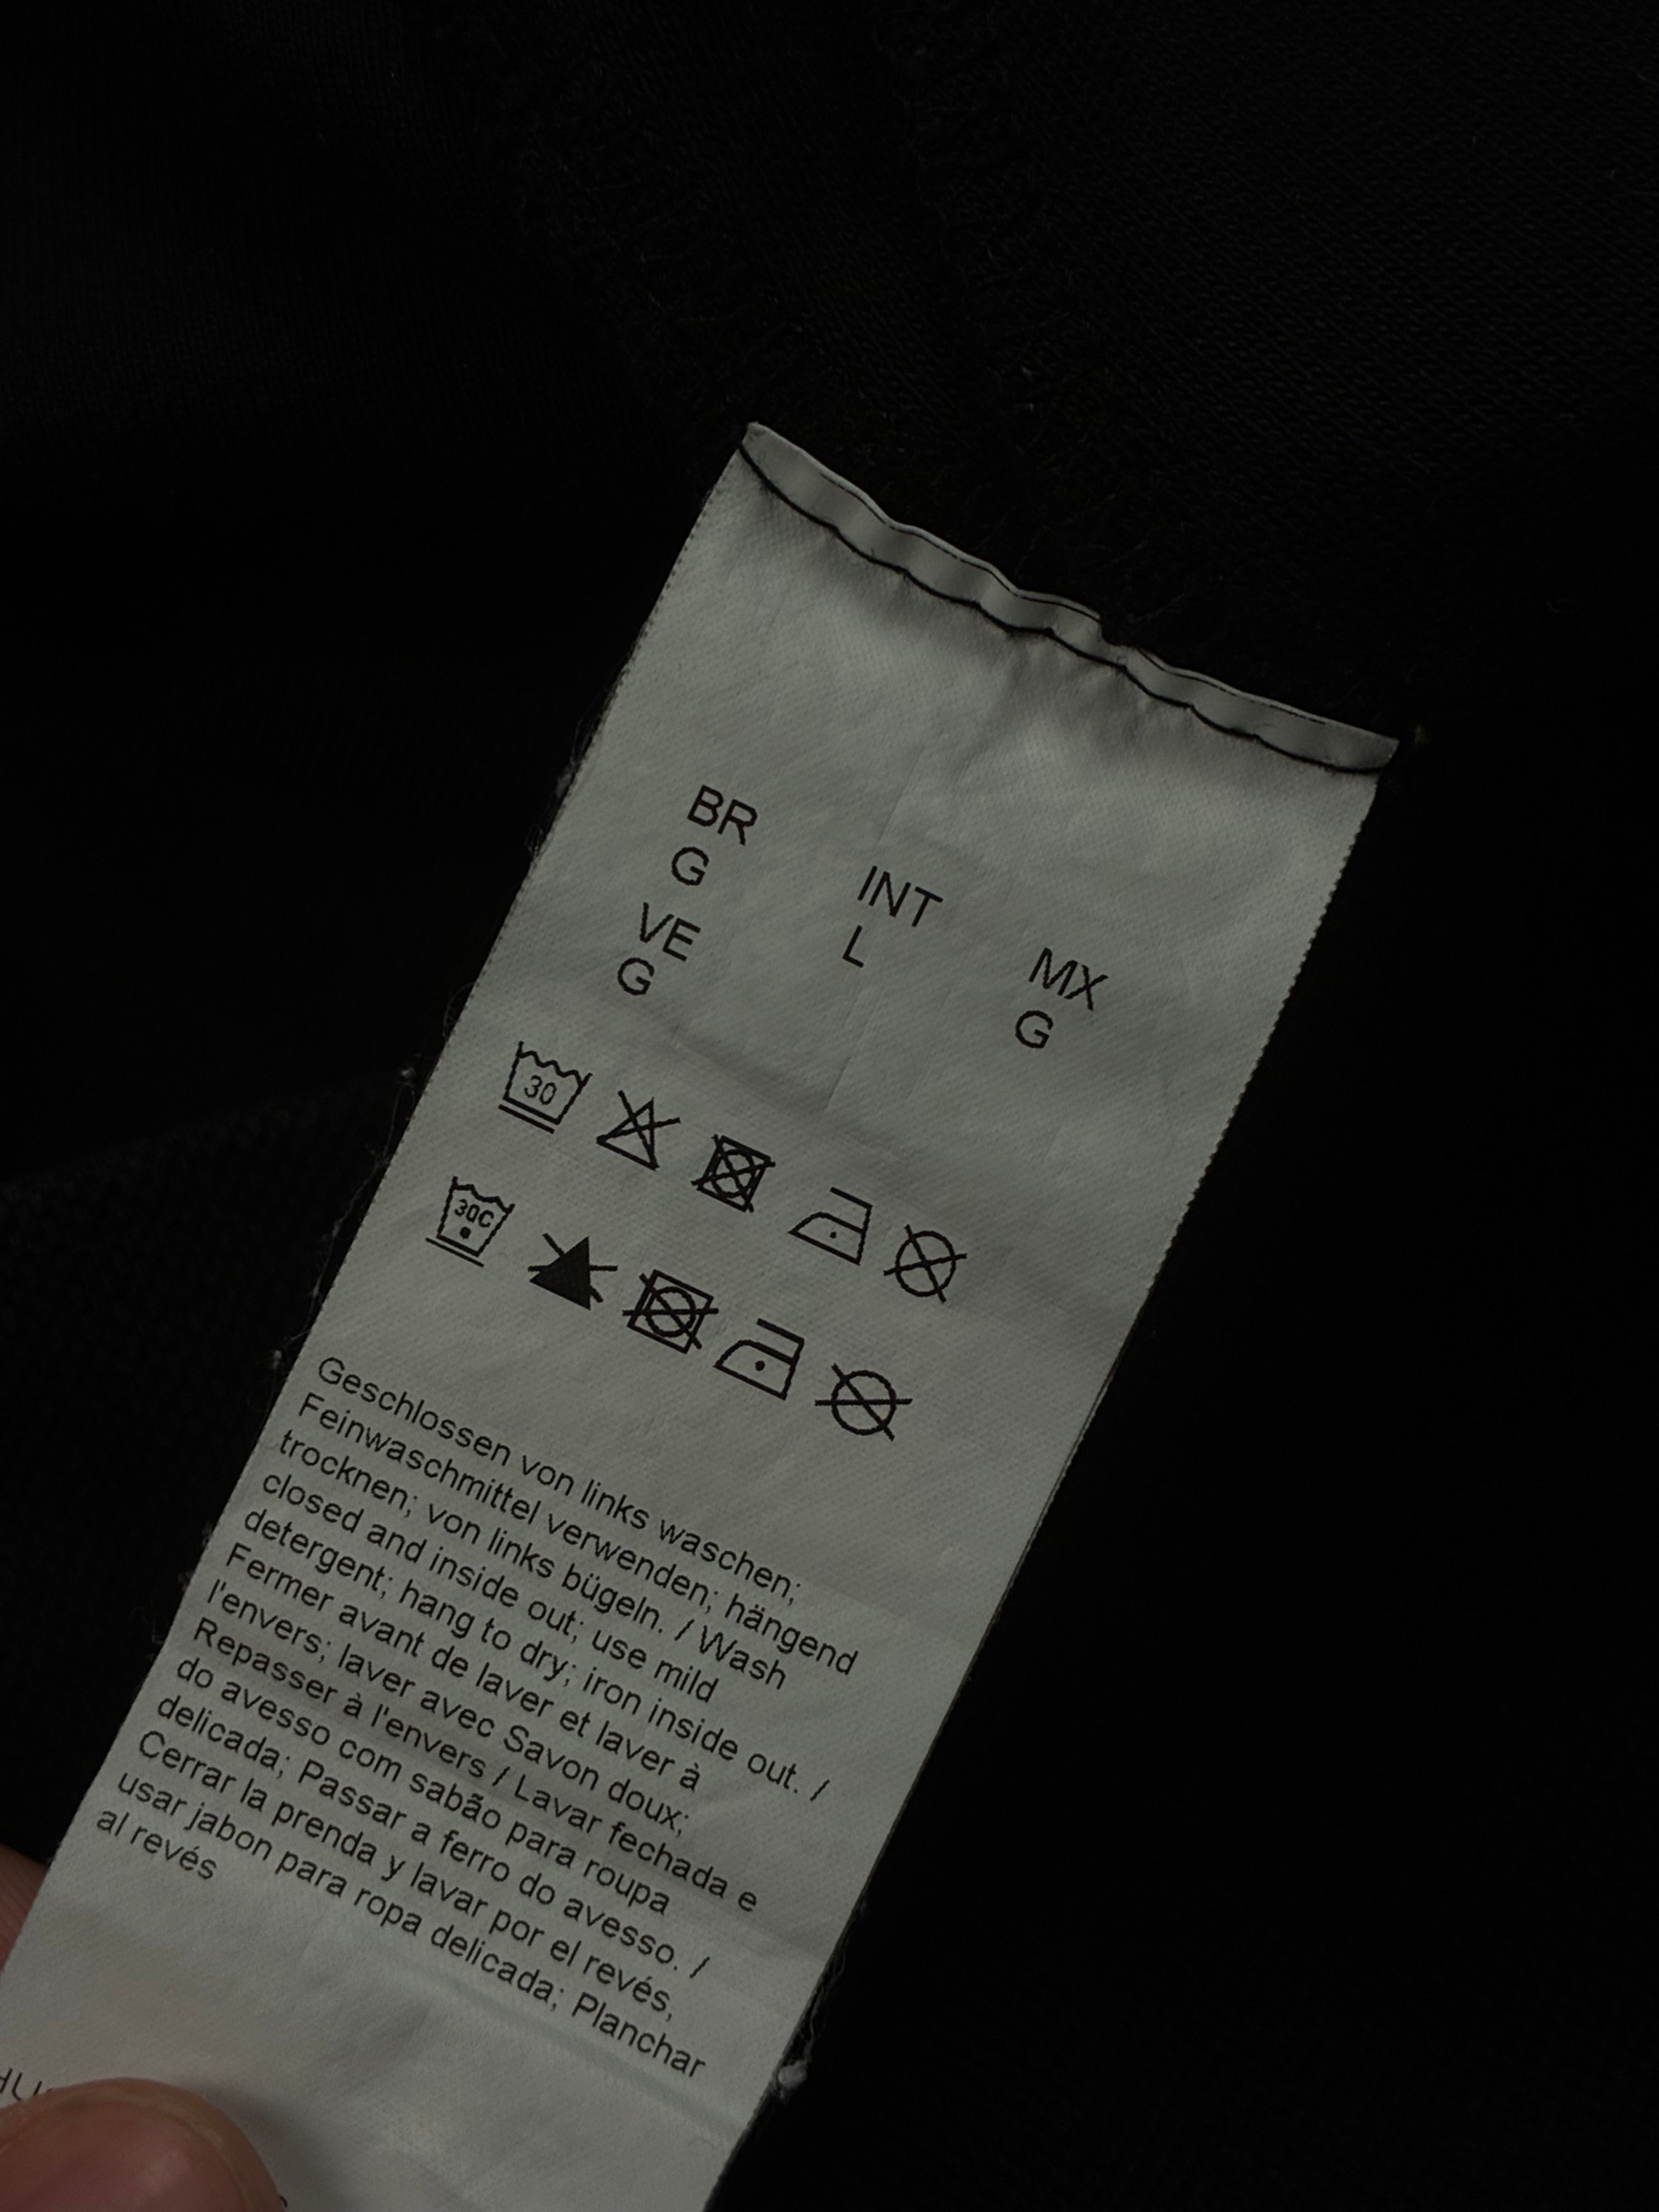 BR INT MX
G L G
VE
G
30
30C
Geschlossen von links waschen;
Feinwaschmittel verwenden; hängend
trocknen; von links bügeln. / Wash
closed and inside out; use mild
detergent; hang to dry; iron inside out. /
Fermer avant de laver et laver à
l'envers; laver avec Savon doux;
Repasser à l'envers / Lavar fechada e
do avesso com sabão para roupa
delicada; Passar a ferro do avesso. /
Cerrar la prenda y lavar por el revés,
usar jabon para ropa delicada; Planchar
al revés